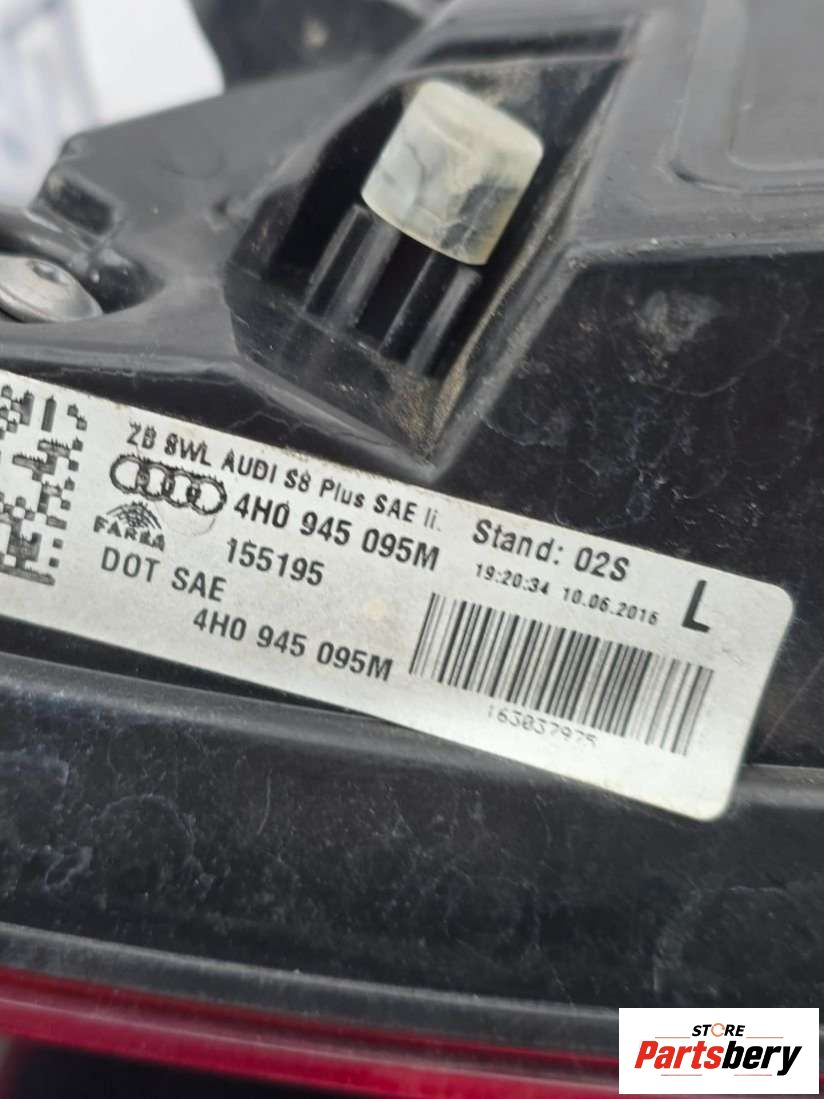 ZB 8WL AUDI S8 Plus SAE li.
4H0 945 095M
FARBA
155195
DOT SAE
4H0 945 095M
Stand: 02S
19:20:34 10.06.2016
L
163037975
STORE
Partsbery